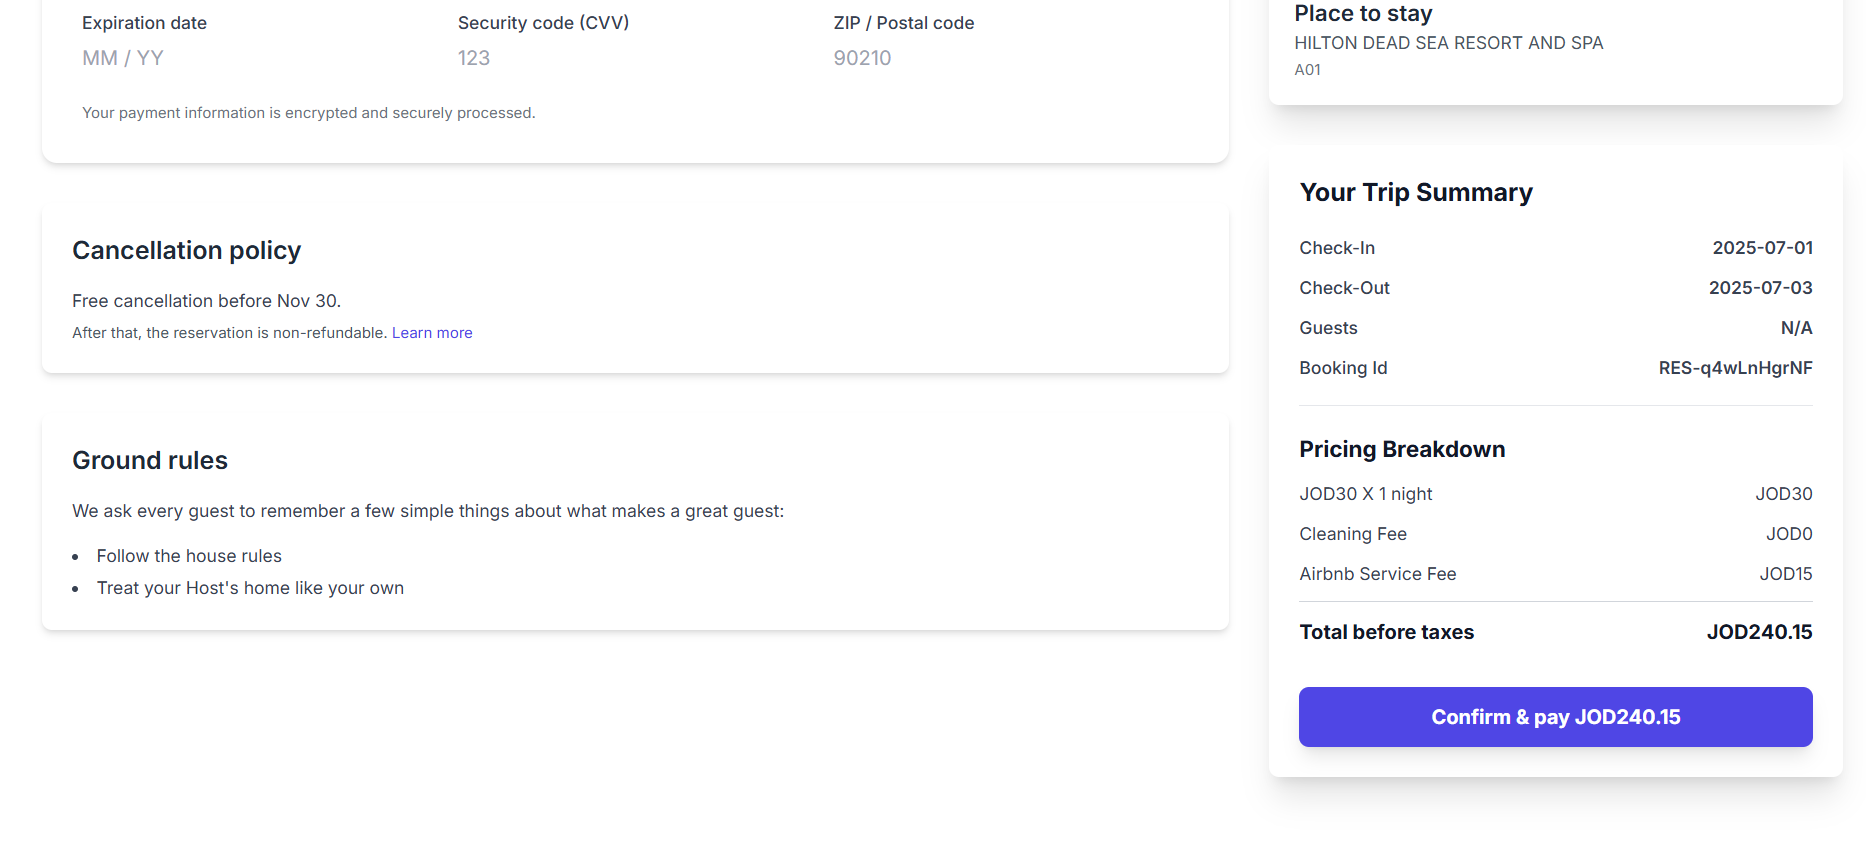 Expiration date
Security code (CVV)
ZIP / Postal code
MM / YY
123
90210
Your payment information is encrypted and securely processed.
Cancellation policy
Free cancellation before Nov 30.
After that, the reservation is non-refundable. Learn more
Ground rules
We ask every guest to remember a few simple things about what makes a great guest:
• Follow the house rules
• Treat your Host's home like your own
Place to stay
HILTON DEAD SEA RESORT AND SPA
A01
Your Trip Summary
Check-In 2025-07-01
Check-Out 2025-07-03
Guests N/A
Booking Id RES-q4wLnHgrNF
Pricing Breakdown
JOD30 X 1 night JOD30
Cleaning Fee JOD0
Airbnb Service Fee JOD15
Total before taxes JOD240.15
Confirm & pay JOD240.15